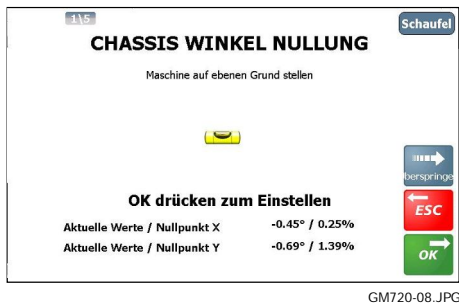 1\5
Schaufel
CHASSIS WINKEL NULLUNG
Maschine auf ebenen Grund stellen
berspringe
OK drücken zum Einstellen
ESC
Aktuelle Werte / Nullpunkt X -0.45° / 0.25%
Aktuelle Werte / Nullpunkt Y -0.69° / 1.39%
OK
GM720-08.JPG